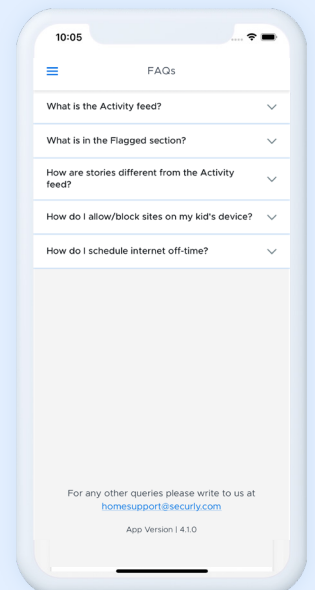 10:05
FAQs
What is the Activity feed?
What is in the Flagged section?
How are stories different from the Activity
feed?
How do I allow/block sites on my kid's device?
How do I schedule internet off-time?
For any other queries please write to us at
homesupport@securly.com
App Version | 4.1.0